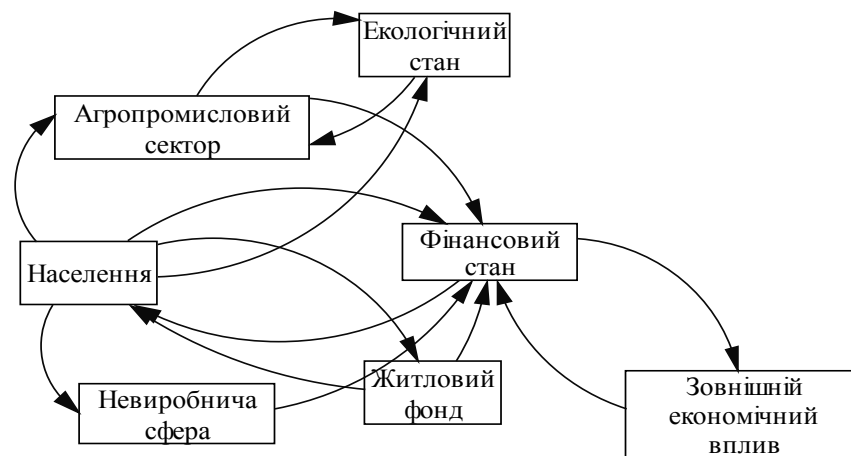 Екологічний
стан
Агропромисловий
сектор
Фінансовий
стан
Населення
Житловий
фонд
Невиробнича
сфера
Зовнішній
економічний
вплив